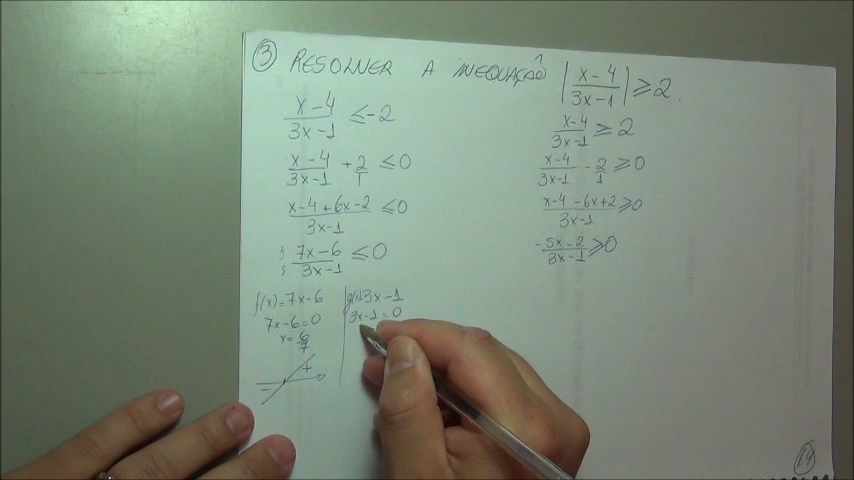 ③ RESOLVER A INEQUAÇÃO |x-4/3x-1| ≥ 2.
x-4/3x-1 ≤ -2
x-4/3x-1 + 2/1 ≤ 0
x-4+6x-2/3x-1 ≤ 0
7x-6/3x-1 ≤ 0
f(x)=7x-6
7x-6=0
x=6/7
- +
g(x)=3x-1
3x-1=0
x-4/3x-1 ≥ 2
x-4/3x-1 - 2/1 ≥ 0
x-4-6x+2/3x-1 ≥ 0
-5x-2/3x-1 ≥ 0
14